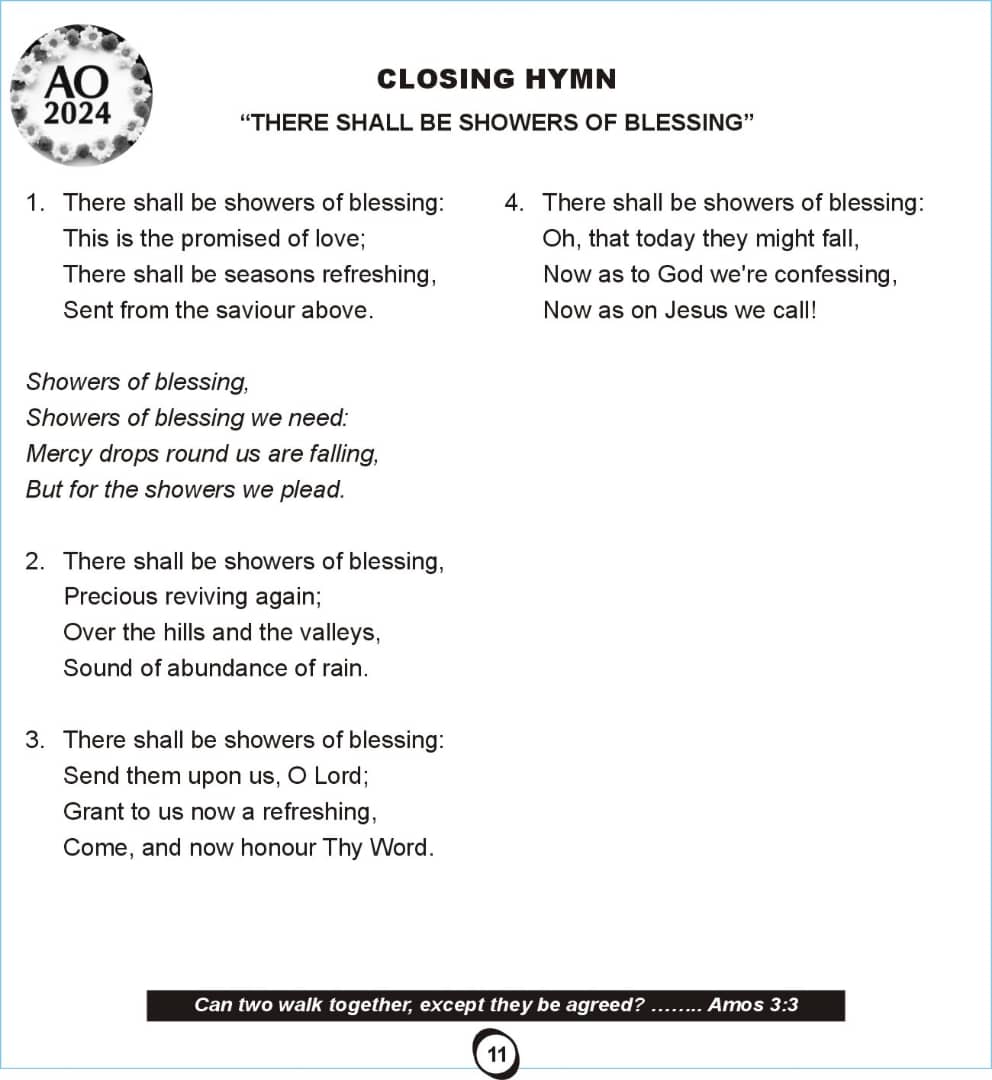 AO
2024
CLOSING HYMN
“THERE SHALL BE SHOWERS OF BLESSING”
1. There shall be showers of blessing:
This is the promised of love;
There shall be seasons refreshing,
Sent from the saviour above.
Showers of blessing,
Showers of blessing we need:
Mercy drops round us are falling,
But for the showers we plead.
2. There shall be showers of blessing,
Precious reviving again;
Over the hills and the valleys,
Sound of abundance of rain.
3. There shall be showers of blessing:
Send them upon us, O Lord;
Grant to us now a refreshing,
Come, and now honour Thy Word.
4. There shall be showers of blessing:
Oh, that today they might fall,
Now as to God we're confessing,
Now as on Jesus we call!
Can two walk together, except they be agreed? ........ Amos 3:3
11